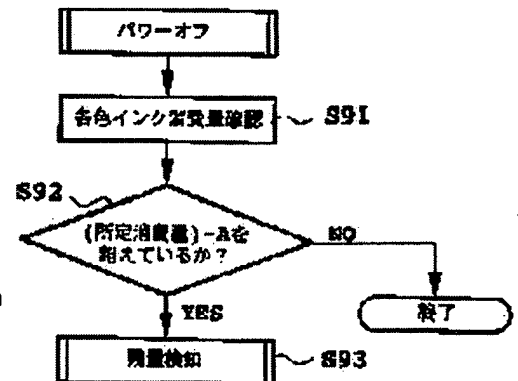 パワーオフ
各色インク消費量確認
S91
S92
(所定消費量)-Aを
超えているか?
NO
終了
YES
残量検知
S93